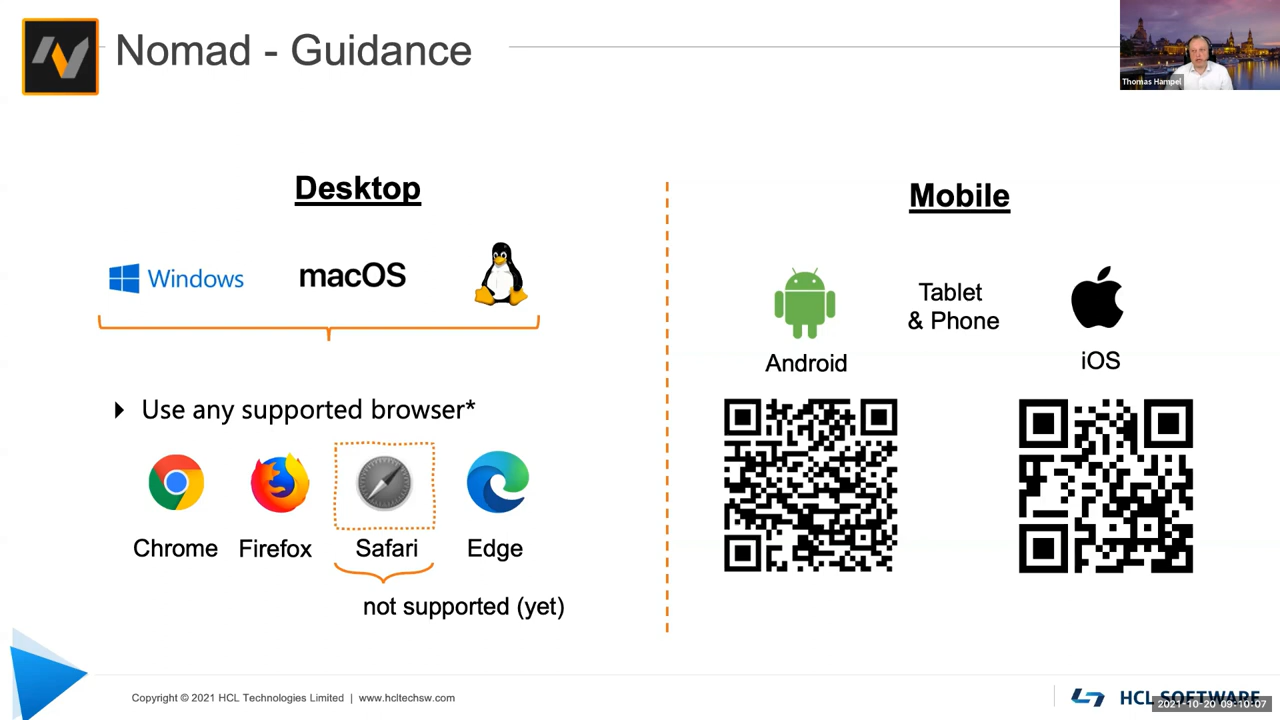 Nomad - Guidance
Thomas Hampel
Desktop
Windows
macOS
Use any supported browser*
Chrome
Firefox
Safari
Edge
not supported (yet)
Mobile
Android
Tablet
& Phone
iOS
Copyright © 2021 HCL Technologies Limited | www.hcltechsw.com
HCL SOFTWARE
2021-10-20 09:10:07